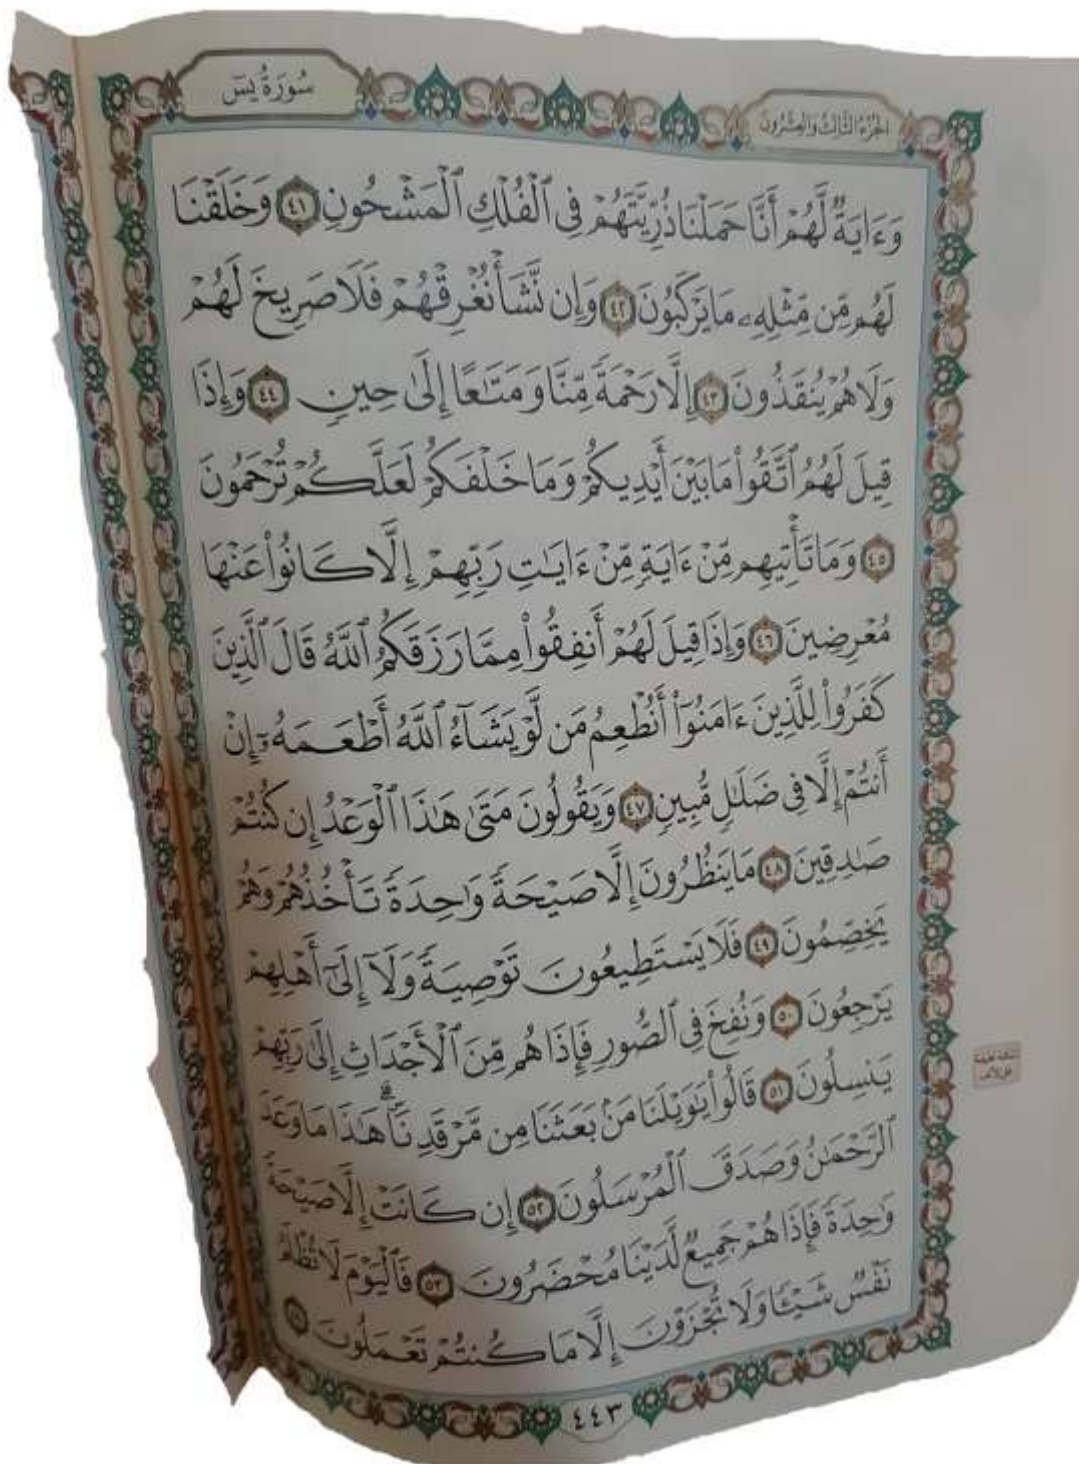 الجزء الثالث والعشرون
سورة يس
وَءَايَةٌ لَّهُمْ أَنَّا حَمَلْنَا ذُرِّيَّتَهُمْ فِي ٱلْفُلْكِ ٱلْمَشْحُونِ ٤١ وَخَلَقْنَا
لَهُم مِّن مِّثْلِهِۦ مَا يَرْكَبُونَ ٤٢ وَإِن نَّشَأْ نُغْرِقْهُمْ فَلَا صَرِيخَ لَهُمْ
وَلَا هُمْ يُنقَذُونَ ٤٣ إِلَّا رَحْمَةً مِّنَّا وَمَتَٰعًا إِلَىٰ حِينٍ ٤٤ وَإِذَا
قِيلَ لَهُمُ ٱتَّقُوا۟ مَا بَيْنَ أَيْدِيكُمْ وَمَا خَلْفَكُمْ لَعَلَّكُمْ تُرْحَمُونَ
٤٥ وَمَا تَأْتِيهِم مِّنْ ءَايَةٍ مِّنْ ءَايَٰتِ رَبِّهِمْ إِلَّا كَانُوا۟ عَنْهَا
مُعْرِضِينَ ٤٦ وَإِذَا قِيلَ لَهُمْ أَنفِقُوا۟ مِمَّا رَزَقَكُمُ ٱللَّهُ قَالَ ٱلَّذِينَ
كَفَرُوا۟ لِلَّذِينَ ءَامَنُوٓا۟ أَنُطْعِمُ مَن لَّوْ يَشَآءُ ٱللَّهُ أَطْعَمَهُۥٓ إِنْ
أَنتُمْ إِلَّا فِي ضَلَٰلٍ مُّبِينٍ ٤٧ وَيَقُولُونَ مَتَىٰ هَٰذَا ٱلْوَعْدُ إِن كُنتُمْ
صَٰدِقِينَ ٤٨ مَا يَنظُرُونَ إِلَّا صَيْحَةً وَٰحِدَةً تَأْخُذُهُمْ وَهُمْ
يَخِصِّمُونَ ٤٩ فَلَا يَسْتَطِيعُونَ تَوْصِيَةً وَلَآ إِلَىٰٓ أَهْلِهِمْ
يَرْجِعُونَ ٥٠ وَنُفِخَ فِي ٱلصُّورِ فَإِذَا هُم مِّنَ ٱلْأَجْدَاثِ إِلَىٰ رَبِّهِمْ
يَنسِلُونَ ٥١ قَالُوا۟ يَٰوَيْلَنَا مَنۢ بَعَثَنَا مِن مَّرْقَدِنَاۜۗ هَٰذَا مَا وَعَدَ
ٱلرَّحْمَٰنُ وَصَدَقَ ٱلْمُرْسَلُونَ ٥٢ إِن كَانَتْ إِلَّا صَيْحَةً
وَٰحِدَةً فَإِذَا هُمْ جَمِيعٌ لَّدَيْنَا مُحْضَرُونَ ٥٣ فَٱلْيَوْمَ لَا تُظْلَمُ
نَفْسٌ شَيْـًٔا وَلَا تُجْزَوْنَ إِلَّا مَا كُنتُمْ تَعْمَلُونَ
٤٤٣